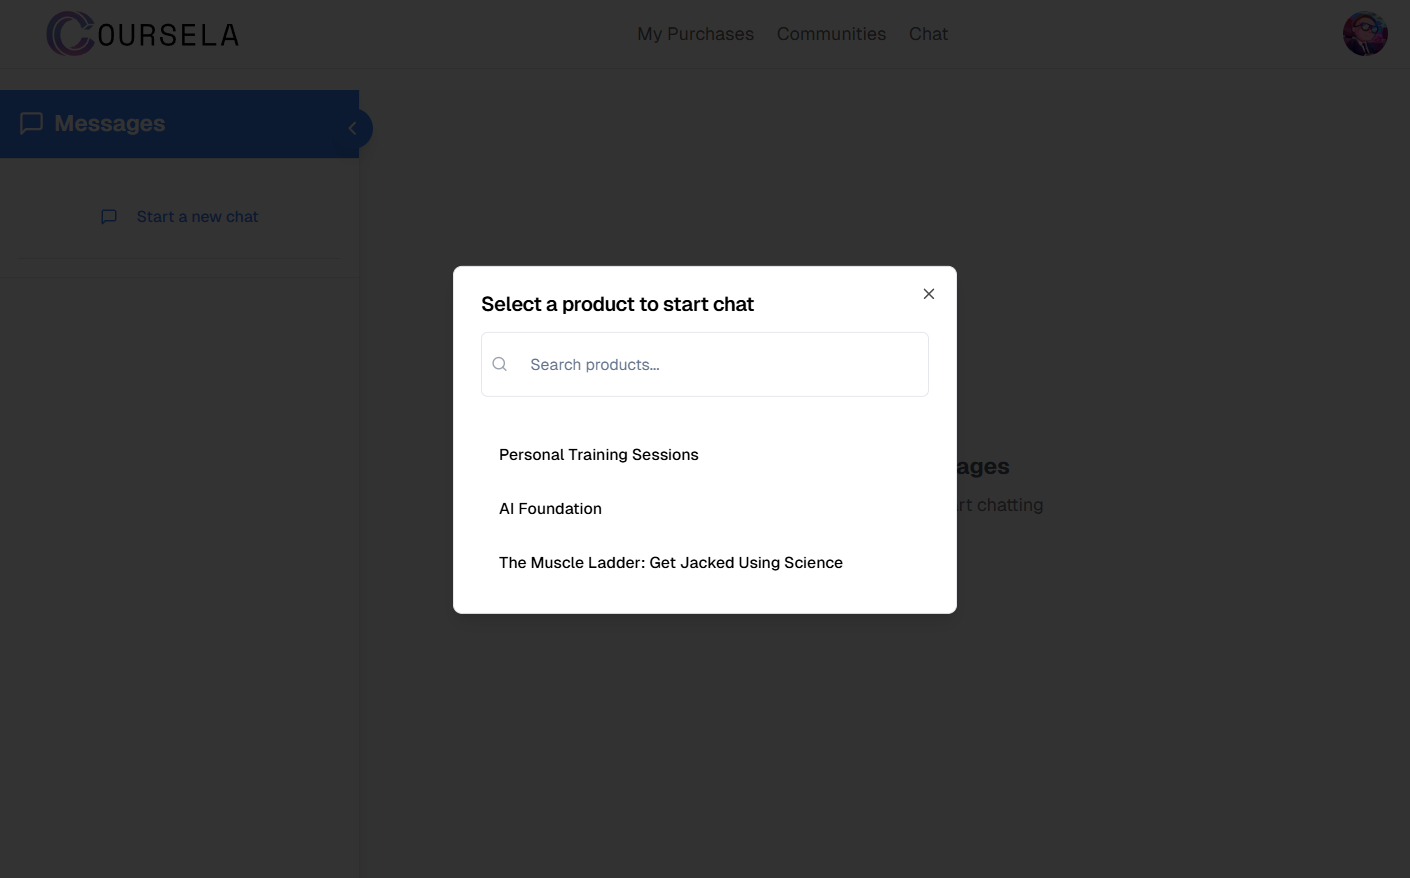 COURSELA
My Purchases Communities Chat
Messages
Start a new chat
Select a product to start chat
Search products...
Personal Training Sessions
AI Foundation
The Muscle Ladder: Get Jacked Using Science
ages
rt chatting